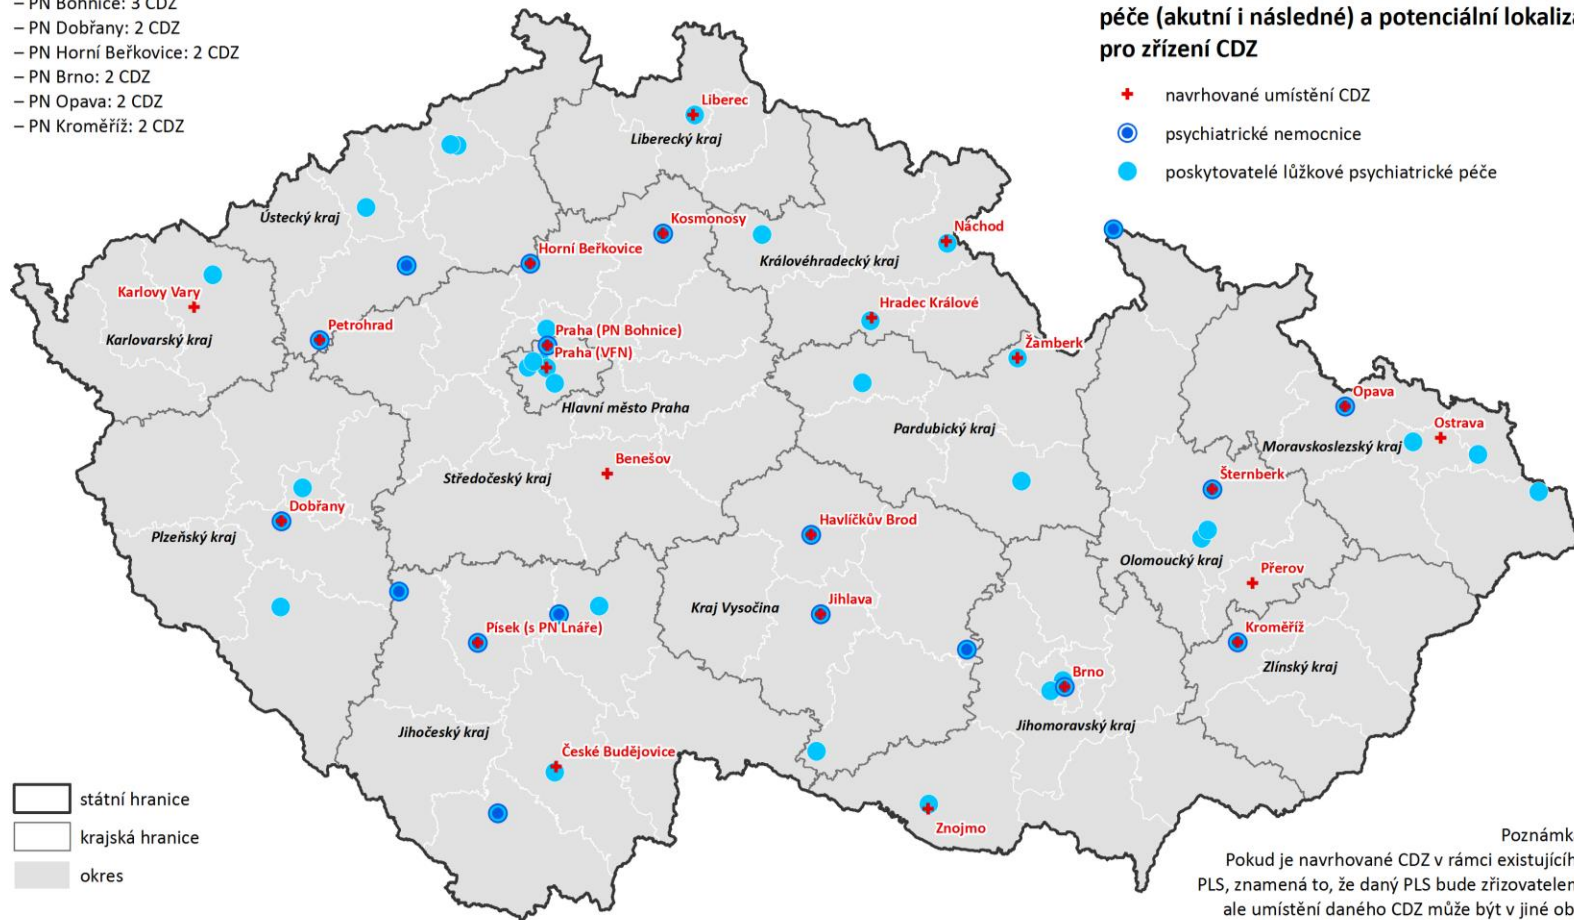 – PN Bohnice: 3 CDZ
– PN Dobřany: 2 CDZ
– PN Horní Beřkovice: 2 CDZ
– PN Brno: 2 CDZ
– PN Opava: 2 CDZ
– PN Kroměříž: 2 CDZ
péče (akutní i následné) a potenciální lokaliza
pro zřízení CDZ
navrhované umístění CDZ
psychiatrické nemocnice
poskytovatelé lůžkové psychiatrické péče
Liberec
Liberecký kraj
Ústecký kraj
Kosmonosy
Náchod
Horní Beřkovice
Královéhradecký kraj
Karlovy Vary
Hradec Králové
Petrohrad
Praha (PN Bohnice)
Karlovarský kraj
Žamberk
Praha (VFN)
Opava
Hlavní město Praha
Pardubický kraj
Ostrava
Moravskoslezský kraj
Benešov
Středočeský kraj
Šternberk
Dobřany
Havlíčkův Brod
Plzeňský kraj
Olomoucký kraj
Přerov
Jihlava
Kraj Vysočina
Písek (s PN Lnáře)
Kroměříž
Zlínský kraj
Brno
Jihočeský kraj
Jihomoravský kraj
České Budějovice
Znojmo
státní hranice
krajská hranice
okres
Poznámka
Pokud je navrhované CDZ v rámci existujícíh
PLS, znamená to, že daný PLS bude zřizovatelem
ale umístění daného CDZ může být v jiné ob